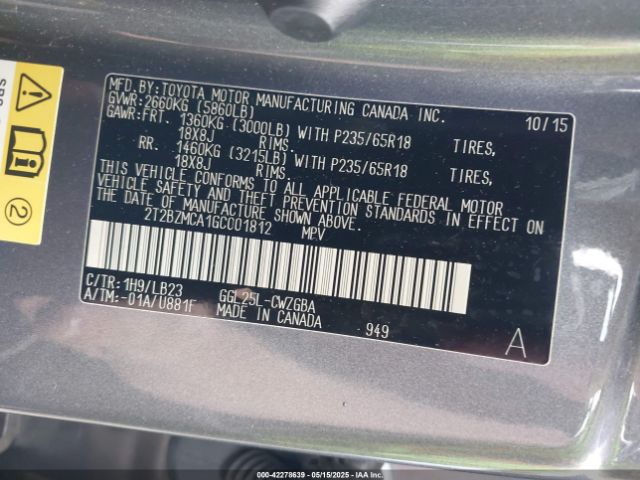 MFD. BY: TOYOTA MOTOR MANUFACTURING CANADA INC. 10/15
GVWR: 2660KG (5860LB)
GAWR: FRT. 1360KG (3000LB) WITH P235/65R18 TIRES,
18X8J RIMS.
RR. 1460KG (3215LB) WITH P235/65R18 TIRES,
18X8J RIMS.
THIS VEHICLE CONFORMS TO ALL APPLICABLE FEDERAL MOTOR
VEHICLE SAFETY AND THEFT PREVENTION STANDARDS IN EFFECT ON
THE DATE OF MANUFACTURE SHOWN ABOVE.
2T2BZMCA1GC001812 MPV
C/TR: 1H9/LB23 GGL25L-CWZGBA
A/TM: -01A/U881F MADE IN CANADA 949
A
2
000-42278639 - 05/15/2025 - IAAI.COM